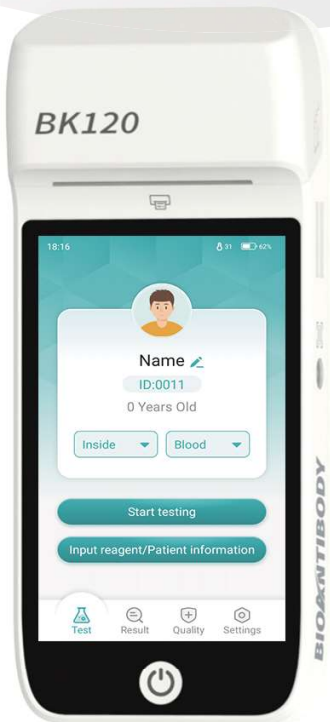 BK120
18:16
31
62%
Name
ID:0011
0 Years Old
Inside
Blood
Start testing
Input reagent/Patient information
Test
Result
Quality
Settings
BIOANTIBODY